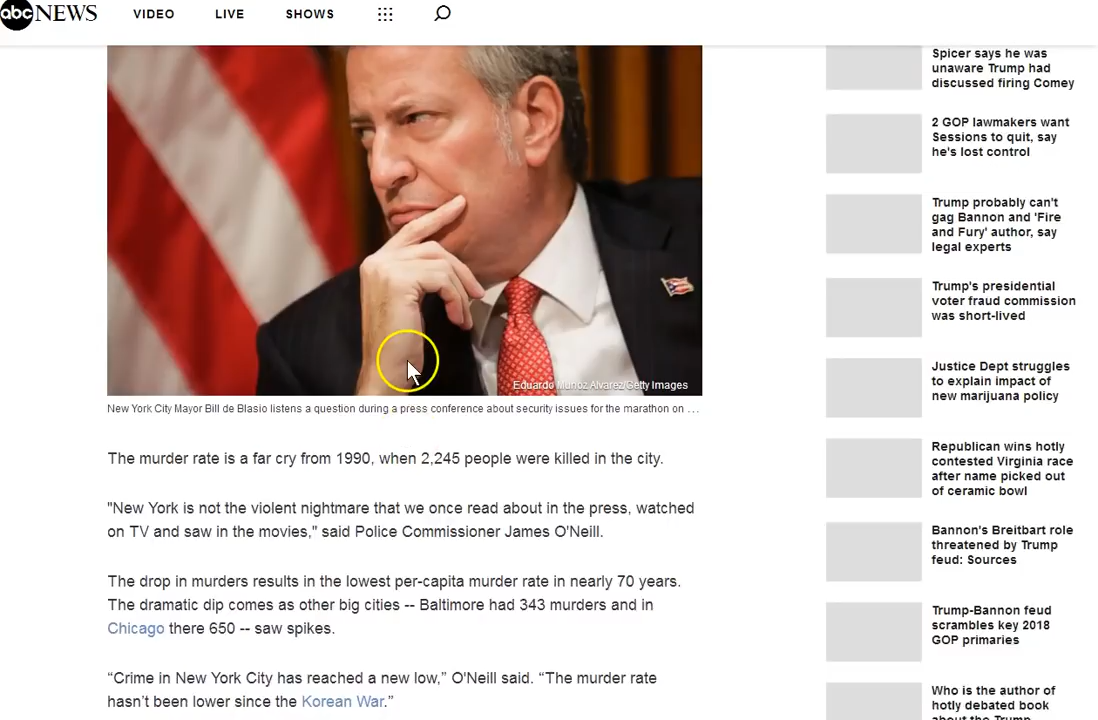 abc NEWS VIDEO LIVE SHOWS
Eduardo Munoz Alvarez/Getty Images
New York City Mayor Bill de Blasio listens a question during a press conference about security issues for the marathon on ...
The murder rate is a far cry from 1990, when 2,245 people were killed in the city.
"New York is not the violent nightmare that we once read about in the press, watched
on TV and saw in the movies," said Police Commissioner James O'Neill.
The drop in murders results in the lowest per-capita murder rate in nearly 70 years.
The dramatic dip comes as other big cities -- Baltimore had 343 murders and in
Chicago there 650 -- saw spikes.
“Crime in New York City has reached a new low,” O'Neill said. “The murder rate
hasn’t been lower since the Korean War.”
Spicer says he was
unaware Trump had
discussed firing Comey
2 GOP lawmakers want
Sessions to quit, say
he's lost control
Trump probably can't
gag Bannon and 'Fire
and Fury' author, say
legal experts
Trump's presidential
voter fraud commission
was short-lived
Justice Dept struggles
to explain impact of
new marijuana policy
Republican wins hotly
contested Virginia race
after name picked out
of ceramic bowl
Bannon's Breitbart role
threatened by Trump
feud: Sources
Trump-Bannon feud
scrambles key 2018
GOP primaries
Who is the author of
hotly debated book
about the Trump